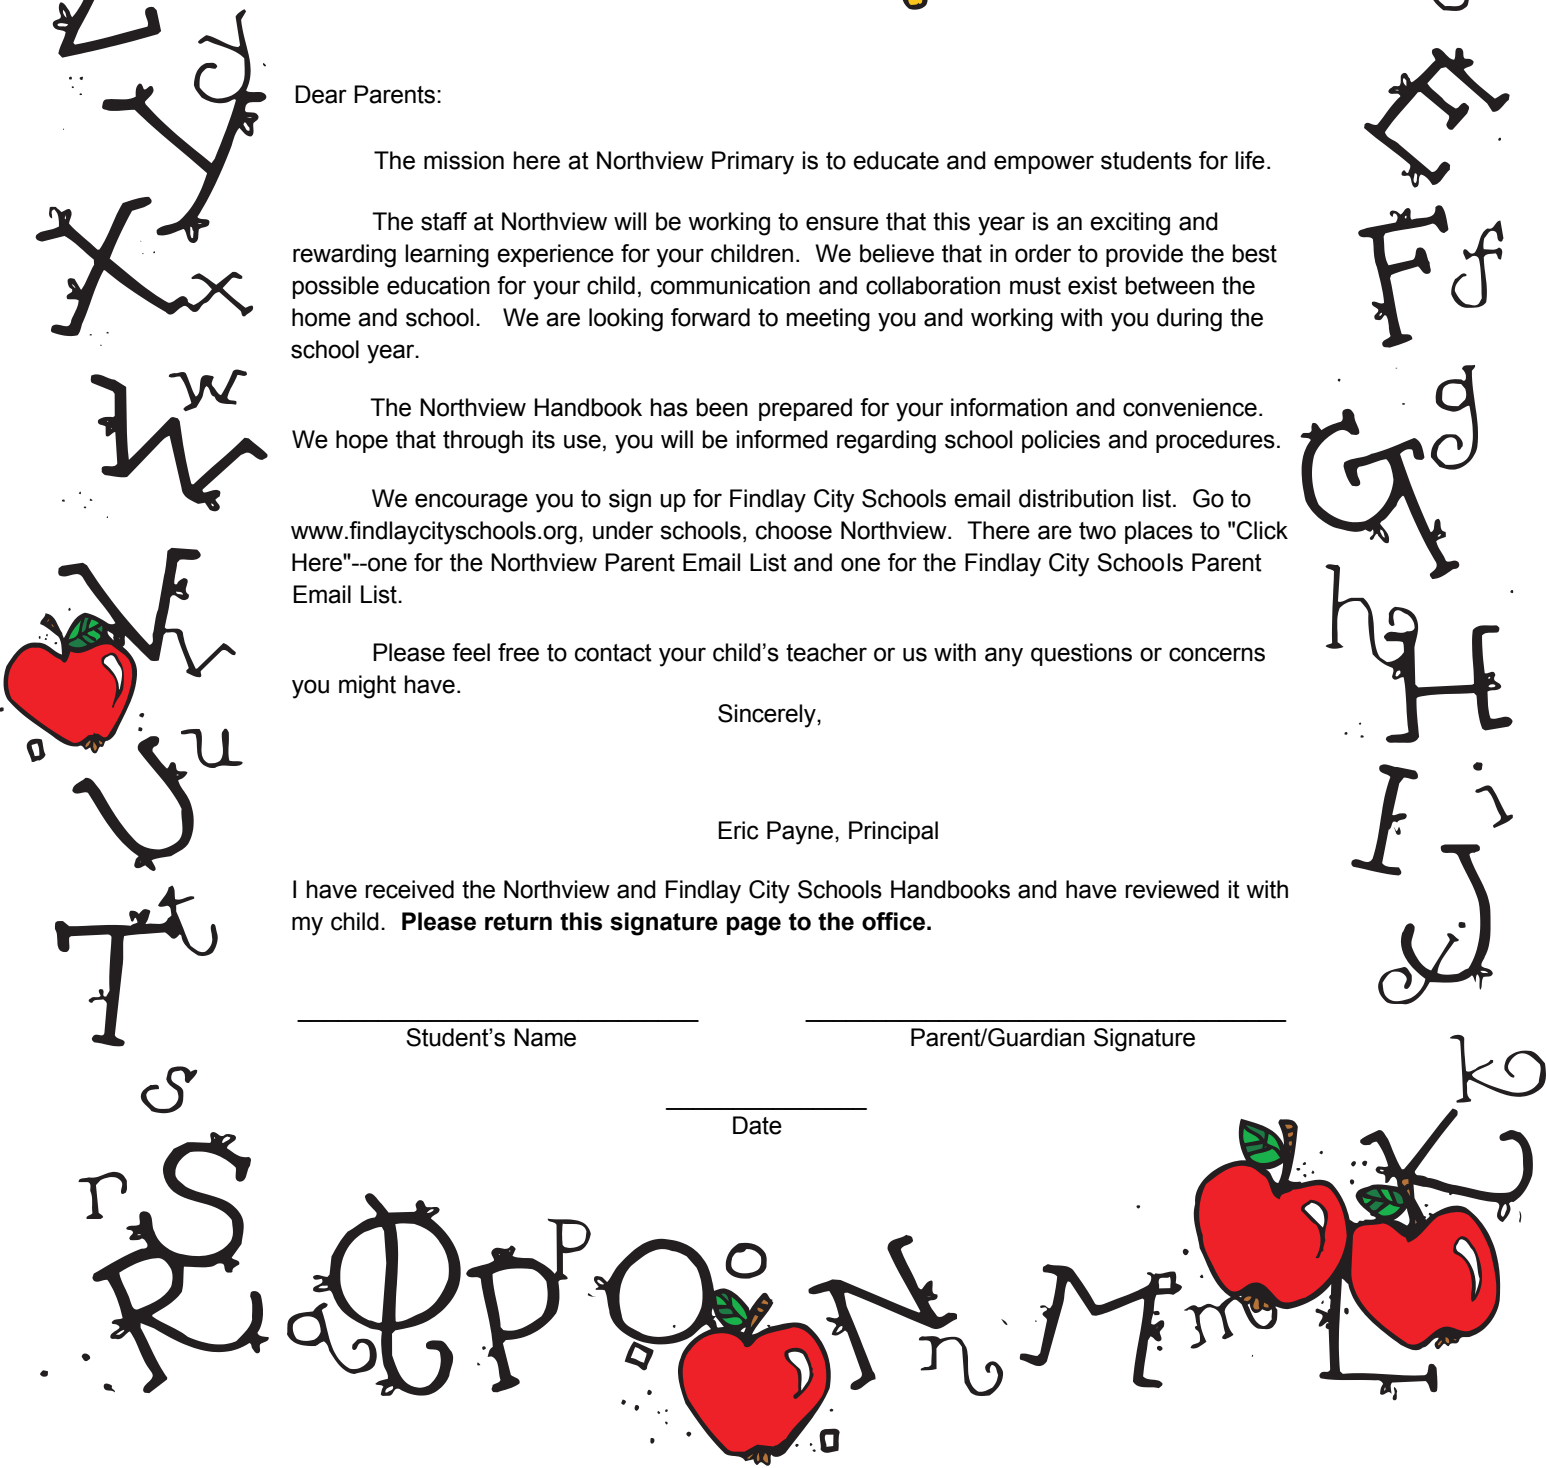 Dear Parents:
The mission here at Northview Primary is to educate and empower students for life.
The staff at Northview will be working to ensure that this year is an exciting and
rewarding learning experience for your children.  We believe that in order to provide the best
possible education for your child, communication and collaboration must exist between the
home and school.   We are looking forward to meeting you and working with you during the
school year.
The Northview Handbook has been prepared for your information and convenience.
We hope that through its use, you will be informed regarding school policies and procedures.
We encourage you to sign up for Findlay City Schools email distribution list.  Go to
www.findlaycityschools.org, under schools, choose Northview.  There are two places to "Click
Here"--one for the Northview Parent Email List and one for the Findlay City Schools Parent
Email List.
Please feel free to contact your child’s teacher or us with any questions or concerns
you might have.
Sincerely,
Eric Payne, Principal
I have received the Northview and Findlay City Schools Handbooks and have reviewed it with
my child.  Please return this signature page to the office.
Student’s Name Parent/Guardian Signature
Date
E
F f
G g
h H
I i
J j
k K
L
M m
N n
O o
P p
Q q
R r
S s
T t
U u
V v
W w
X x
Y y
Z